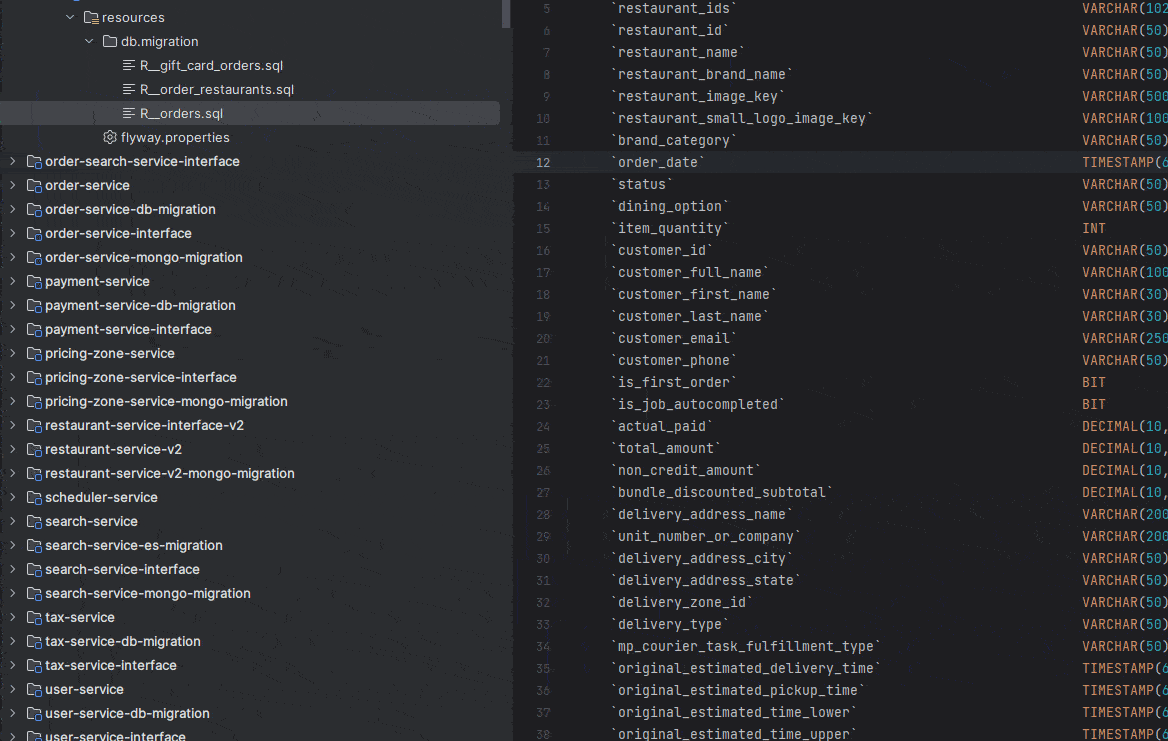 resources
db.migration
R__gift_card_orders.sql
R__order_restaurants.sql
R__orders.sql
flyway.properties
order-search-service-interface
order-service
order-service-db-migration
order-service-interface
order-service-mongo-migration
payment-service
payment-service-db-migration
payment-service-interface
pricing-zone-service
pricing-zone-service-interface
pricing-zone-service-mongo-migration
restaurant-service-interface-v2
restaurant-service-v2
restaurant-service-v2-mongo-migration
scheduler-service
search-service
search-service-es-migration
search-service-interface
search-service-mongo-migration
tax-service
tax-service-db-migration
tax-service-interface
user-service
user-service-db-migration
user-service-interface
5 `restaurant_ids` VARCHAR(102
6 `restaurant_id` VARCHAR(50)
7 `restaurant_name` VARCHAR(50)
8 `restaurant_brand_name` VARCHAR(50)
9 `restaurant_image_key` VARCHAR(500
10 `restaurant_small_logo_image_key` VARCHAR(100
11 `brand_category` VARCHAR(50)
12 `order_date` TIMESTAMP(6
13 `status` VARCHAR(50)
14 `dining_option` VARCHAR(50)
15 `item_quantity` INT
16 `customer_id` VARCHAR(50)
17 `customer_full_name` VARCHAR(100
18 `customer_first_name` VARCHAR(30)
19 `customer_last_name` VARCHAR(30)
20 `customer_email` VARCHAR(250
21 `customer_phone` VARCHAR(50)
22 `is_first_order` BIT
23 `is_job_autocompleted` BIT
24 `actual_paid` DECIMAL(10,
25 `total_amount` DECIMAL(10,
26 `non_credit_amount` DECIMAL(10,
27 `bundle_discounted_subtotal` DECIMAL(10,
28 `delivery_address_name` VARCHAR(200
29 `unit_number_or_company` VARCHAR(200
30 `delivery_address_city` VARCHAR(50)
31 `delivery_address_state` VARCHAR(50)
32 `delivery_zone_id` VARCHAR(50)
33 `delivery_type` VARCHAR(50)
34 `mp_courier_task_fulfillment_type` VARCHAR(50)
35 `original_estimated_delivery_time` TIMESTAMP(6
36 `original_estimated_pickup_time` TIMESTAMP(6
37 `original_estimated_time_lower` TIMESTAMP(6
38 `original_estimated_time_upper` TIMESTAMP(6